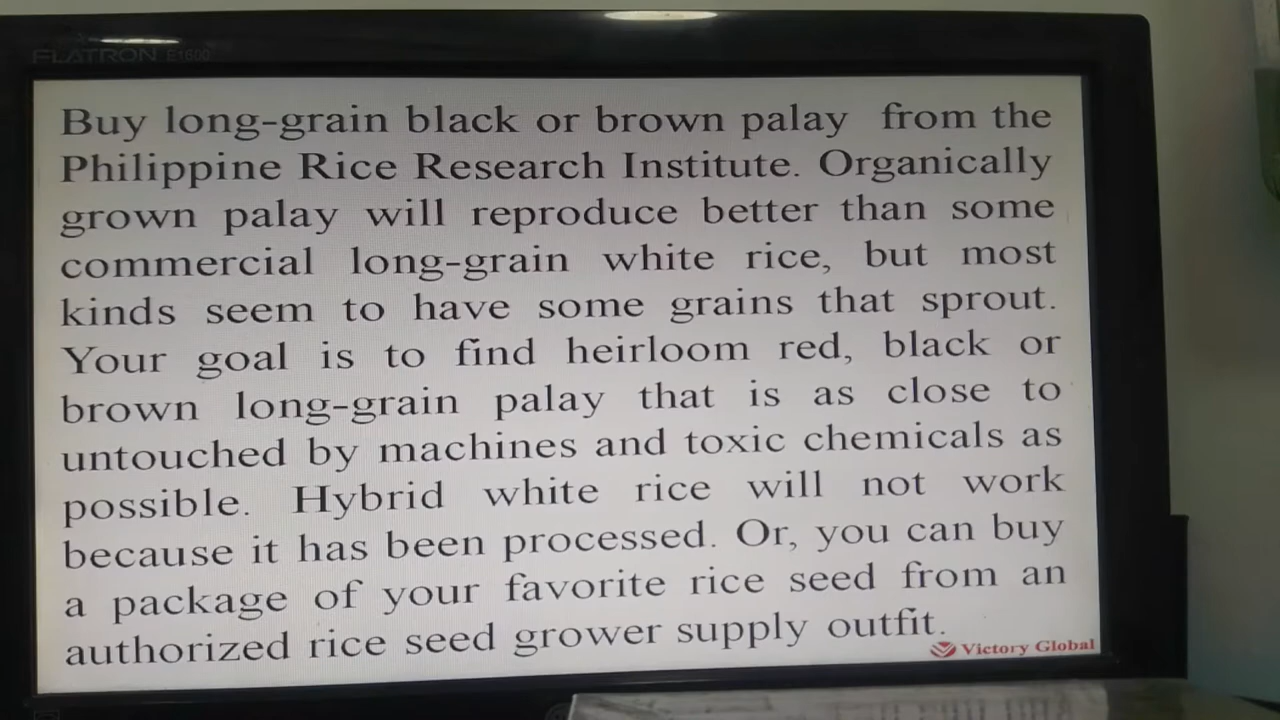 FLATRON E1600
Buy long-grain black or brown palay from the
Philippine Rice Research Institute. Organically
grown palay will reproduce better than some
commercial long-grain white rice, but most
kinds seem to have some grains that sprout.
Your goal is to find heirloom red, black or
brown long-grain palay that is as close to
untouched by machines and toxic chemicals as
possible. Hybrid white rice will not work
because it has been processed. Or, you can buy
a package of your favorite rice seed from an
authorized rice seed grower supply outfit.
Victory Global